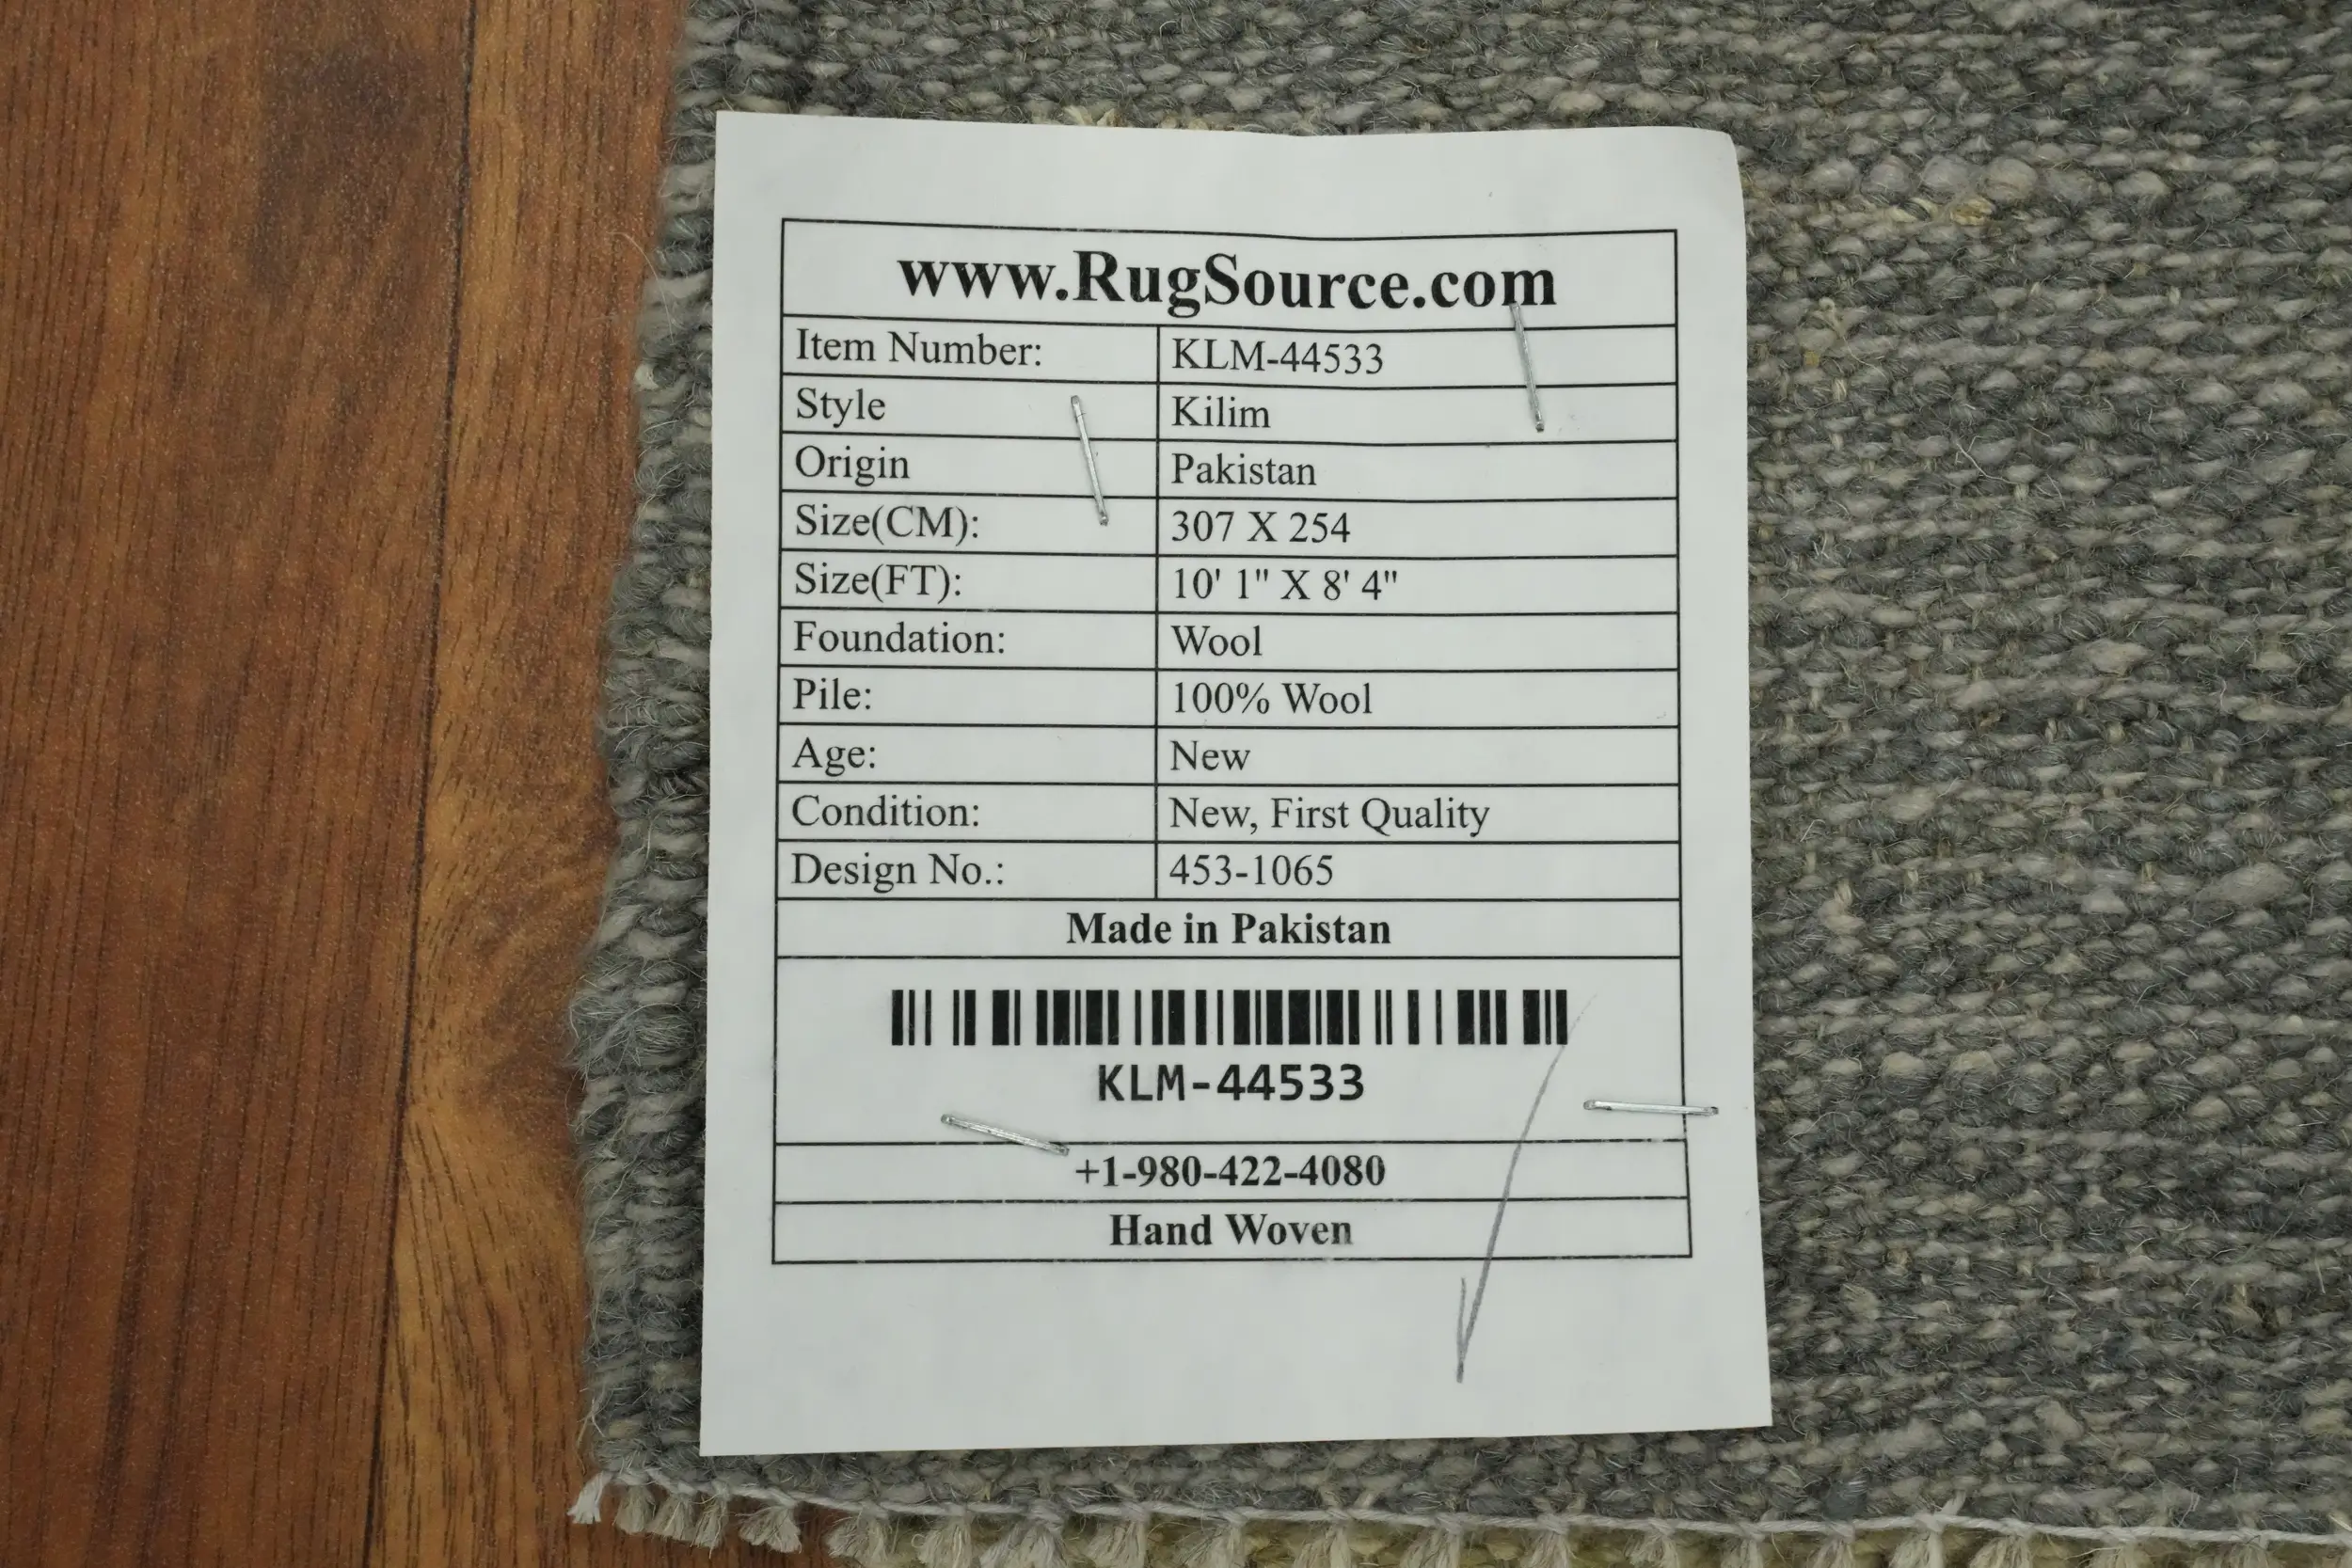 www.RugSource.com
Item Number: KLM-44533
Style Kilim
Origin Pakistan
Size(CM): 307 X 254
Size(FT): 10' 1" X 8' 4"
Foundation: Wool
Pile: 100% Wool
Age: New
Condition: New, First Quality
Design No.: 453-1065
Made in Pakistan
KLM-44533
+1-980-422-4080
Hand Woven